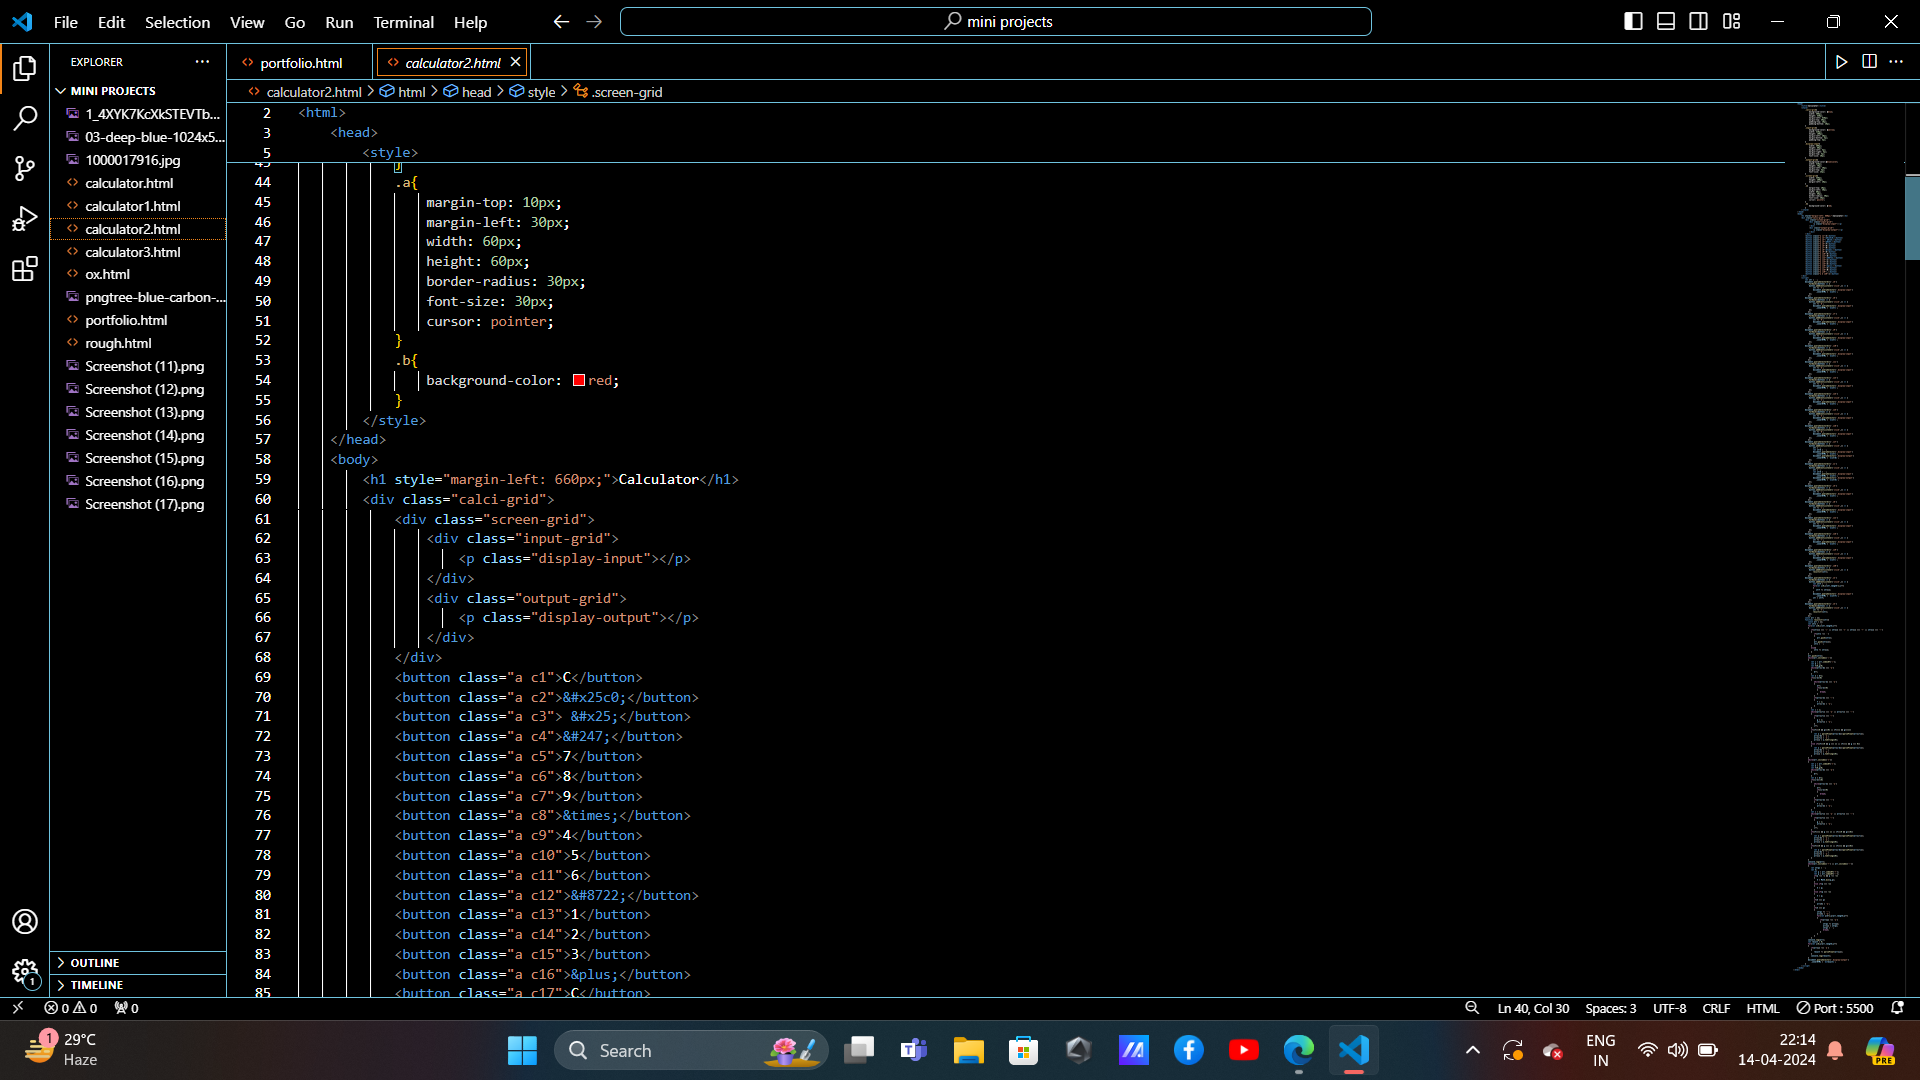 File Edit Selection View Go Run Terminal Help
mini projects
EXPLORER
MINI PROJECTS
1_4XYK7KcXkSTEVTb...
03-deep-blue-1024x5...
1000017916.jpg
calculator.html
calculator1.html
calculator2.html
calculator3.html
ox.html
pngtree-blue-carbon-...
portfolio.html
rough.html
Screenshot (11).png
Screenshot (12).png
Screenshot (13).png
Screenshot (14).png
Screenshot (15).png
Screenshot (16).png
Screenshot (17).png
OUTLINE
TIMELINE
portfolio.html calculator2.html
calculator2.html > html > head > style > .screen-grid
2 <html>
3 <head>
5 <style>
43 }
44 .a{
45 margin-top: 10px;
46 margin-left: 30px;
47 width: 60px;
48 height: 60px;
49 border-radius: 30px;
50 font-size: 30px;
51 cursor: pointer;
52 }
53 .b{
54 background-color: red;
55 }
56 </style>
57 </head>
58 <body>
59 <h1 style="margin-left: 660px;">Calculator</h1>
60 <div class="calci-grid">
61 <div class="screen-grid">
62 <div class="input-grid">
63 <p class="display-input"></p>
64 </div>
65 <div class="output-grid">
66 <p class="display-output"></p>
67 </div>
68 </div>
69 <button class="a c1">C</button>
70 <button class="a c2">&#x25c0;</button>
71 <button class="a c3"> &#x25;</button>
72 <button class="a c4">&#247;</button>
73 <button class="a c5">7</button>
74 <button class="a c6">8</button>
75 <button class="a c7">9</button>
76 <button class="a c8">&times;</button>
77 <button class="a c9">4</button>
78 <button class="a c10">5</button>
79 <button class="a c11">6</button>
80 <button class="a c12">&#8722;</button>
81 <button class="a c13">1</button>
82 <button class="a c14">2</button>
83 <button class="a c15">3</button>
84 <button class="a c16">&plus;</button>
85 <button class="a c17">C</button>
1
0 0 0 Ln 40, Col 30 Spaces: 3 UTF-8 CRLF HTML Port : 5500
1 29°C
Haze
Search
ENG
IN
22:14
14-04-2024
PRE